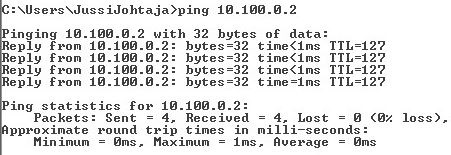 C:\Users\JussiJohtaja>ping 10.100.0.2
Pinging 10.100.0.2 with 32 bytes of data:
Reply from 10.100.0.2: bytes=32 time<1ms TTL=127
Reply from 10.100.0.2: bytes=32 time<1ms TTL=127
Reply from 10.100.0.2: bytes=32 time<1ms TTL=127
Reply from 10.100.0.2: bytes=32 time=1ms TTL=127
Ping statistics for 10.100.0.2:
Packets: Sent = 4, Received = 4, Lost = 0 (0% loss),
Approximate round trip times in milli-seconds:
Minimum = 0ms, Maximum = 1ms, Average = 0ms